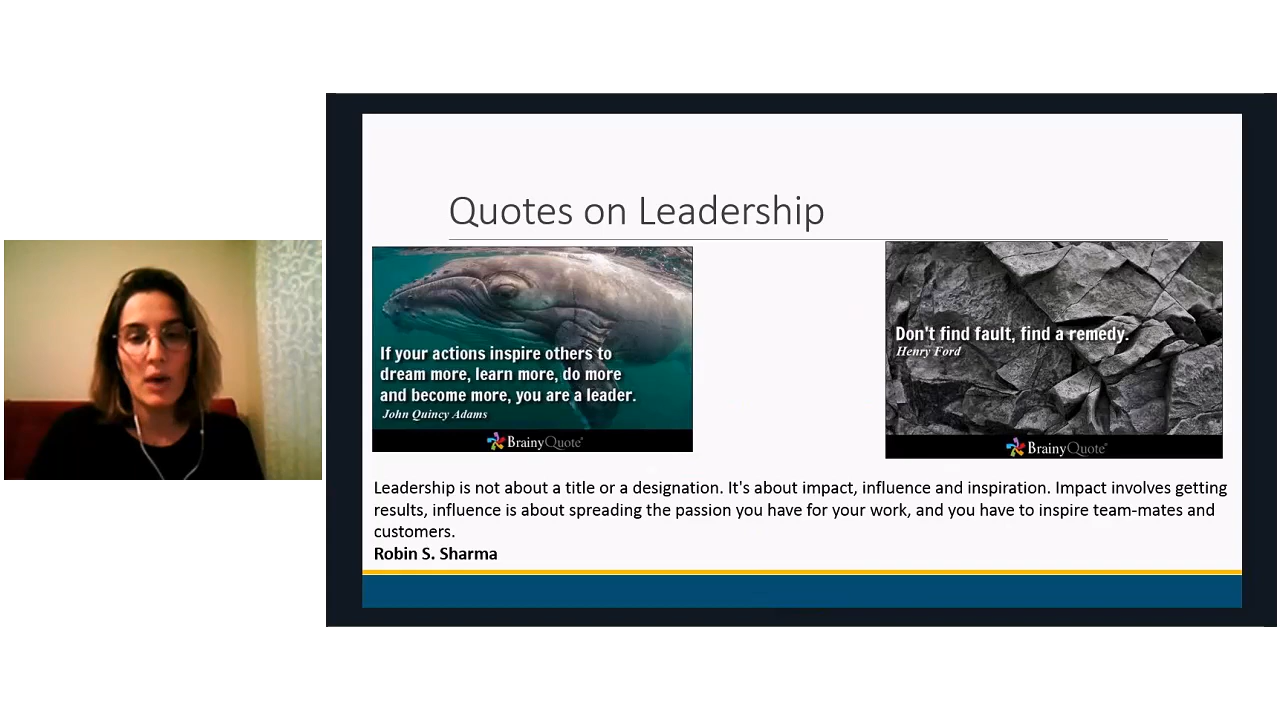 Quotes on Leadership
If your actions inspire others to
dream more, learn more, do more
and become more, you are a leader.
John Quincy Adams
BrainyQuote®
Don't find fault, find a remedy.
Henry Ford
BrainyQuote®
Leadership is not about a title or a designation. It's about impact, influence and inspiration. Impact involves getting
results, influence is about spreading the passion you have for your work, and you have to inspire team-mates and
customers.
Robin S. Sharma